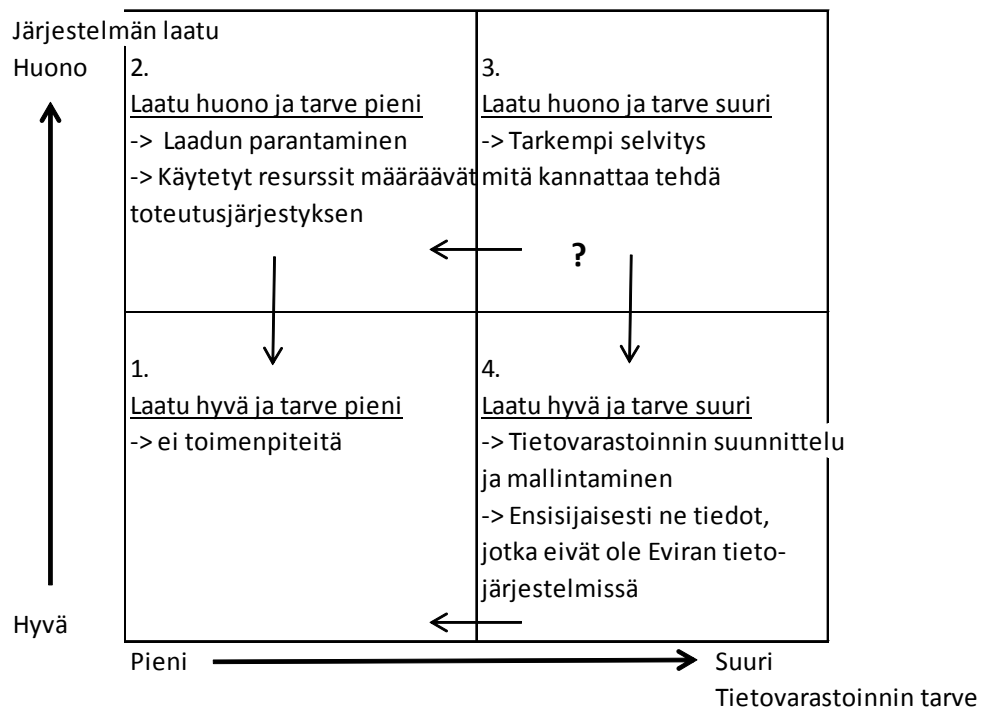 Järjestelmän laatu
Huono
2.
Laatu huono ja tarve pieni
-> Laadun parantaminen
-> Käytetyt resurssit määräävät
toteutusjärjestyksen
3.
Laatu huono ja tarve suuri
-> Tarkempi selvitys
mitä kannattaa tehdä
?
1.
Laatu hyvä ja tarve pieni
-> ei toimenpiteitä
4.
Laatu hyvä ja tarve suuri
-> Tietovarastoinnin suunnittelu
ja mallintaminen
-> Ensisijaisesti ne tiedot,
jotka eivät ole Eviran tieto-
järjestelmissä
Hyvä
Pieni
Suuri
Tietovarastoinnin tarve